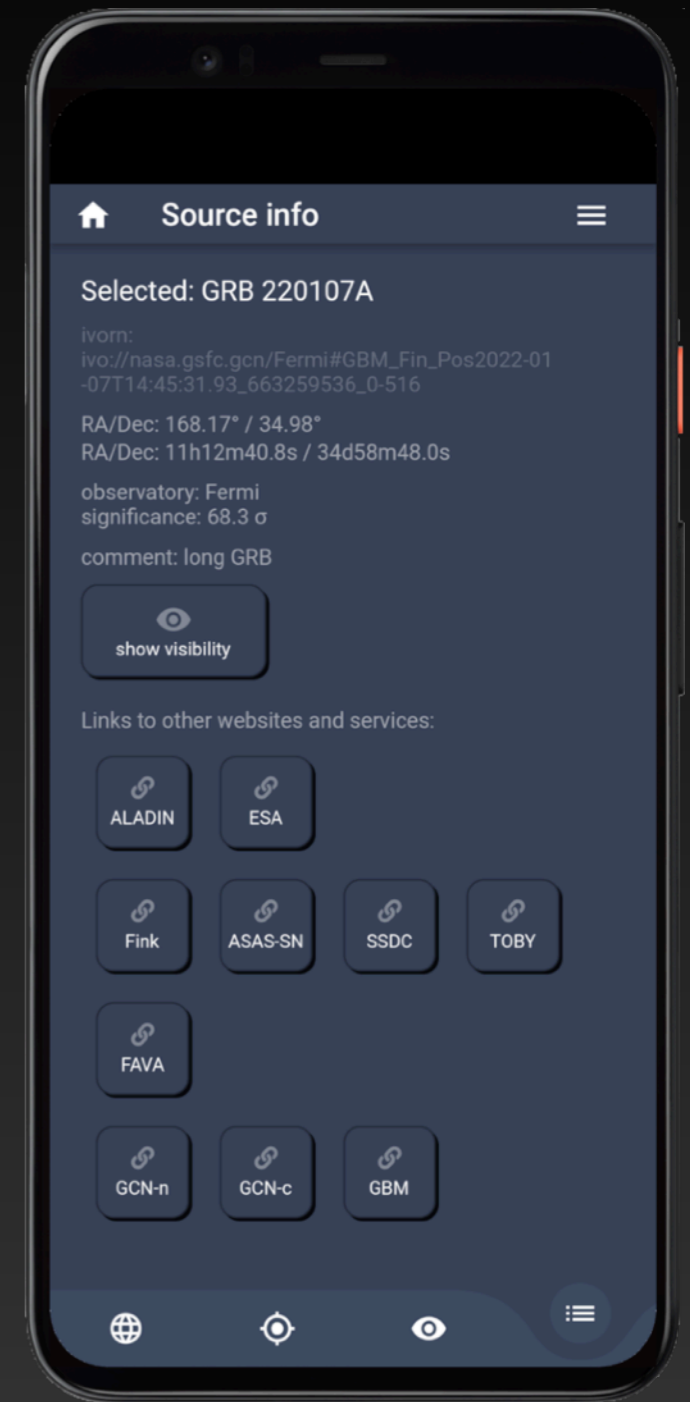 Source info
Selected: GRB 220107A
ivorn:
ivo://nasa.gsfc.gcn/Fermi#GBM_Fin_Pos2022-01
-07T14:45:31.93_663259536_0-516
RA/Dec: 168.17° / 34.98°
RA/Dec: 11h12m40.8s / 34d58m48.0s
observatory: Fermi
significance: 68.3 σ
comment: long GRB
show visibility
Links to other websites and services:
ALADIN ESA
Fink ASAS-SN SSDC TOBY
FAVA
GCN-n GCN-c GBM